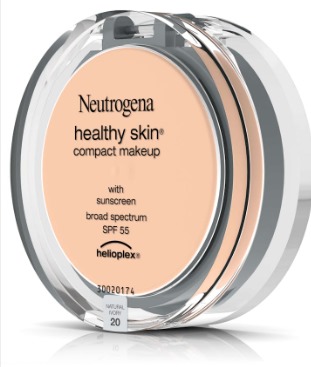 Neutrogena
healthy skin®
compact makeup
with
sunscreen
broad spectrum
SPF 55
helioplex®
30020174
NATURAL
IVORY
20